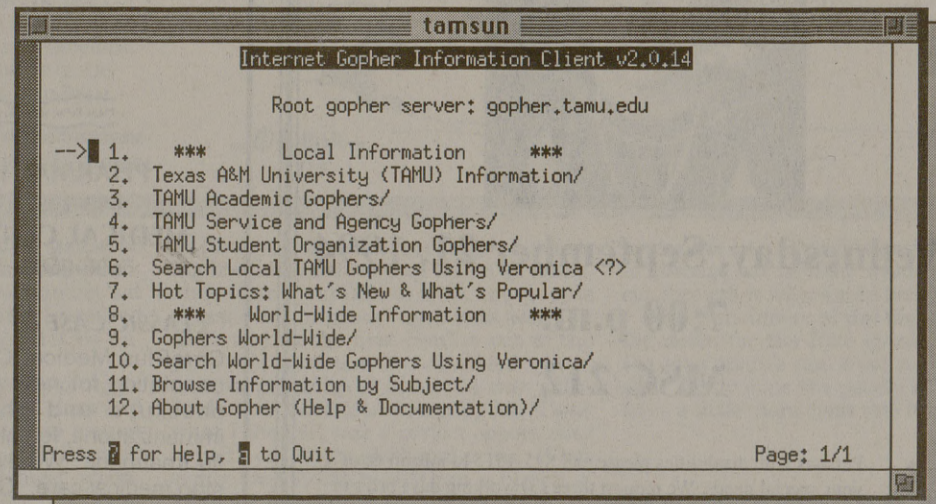 tamsun
Internet Gopher Information Client v2.0.14
Root gopher server: gopher.tamu.edu
--> 1. *** Local Information ***
2. Texas A&M University (TAMU) Information/
3. TAMU Academic Gophers/
4. TAMU Service and Agency Gophers/
5. TAMU Student Organization Gophers/
6. Search Local TAMU Gophers Using Veronica <?>
7. Hot Topics: What's New & What's Popular/
8. *** World-Wide Information ***
9. Gophers World-Wide/
10. Search World-Wide Gophers Using Veronica/
11. Browse Information by Subject/
12. About Gopher (Help & Documentation)/
Press ? for Help, q to Quit Page: 1/1